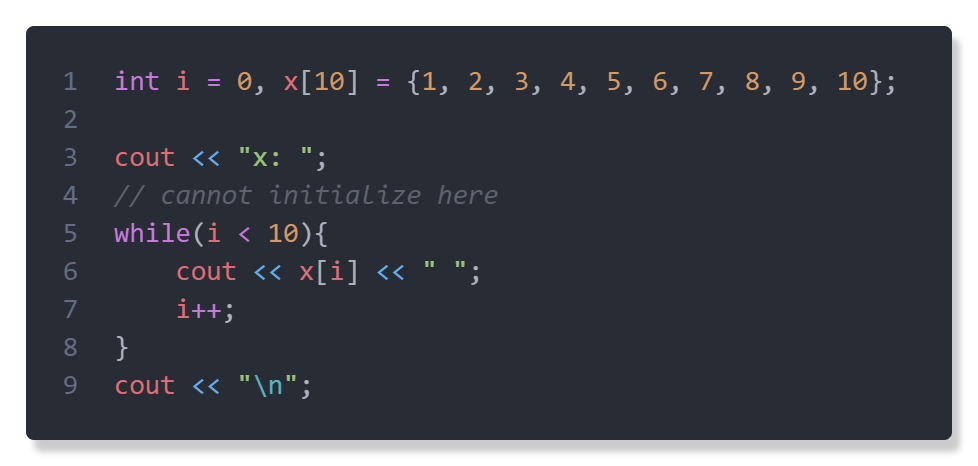 1 int i = 0, x[10] = {1, 2, 3, 4, 5, 6, 7, 8, 9, 10};
2
3 cout << "x: ";
4 // cannot initialize here
5 while(i < 10){
6     cout << x[i] << " ";
7     i++;
8 }
9 cout << "\n";